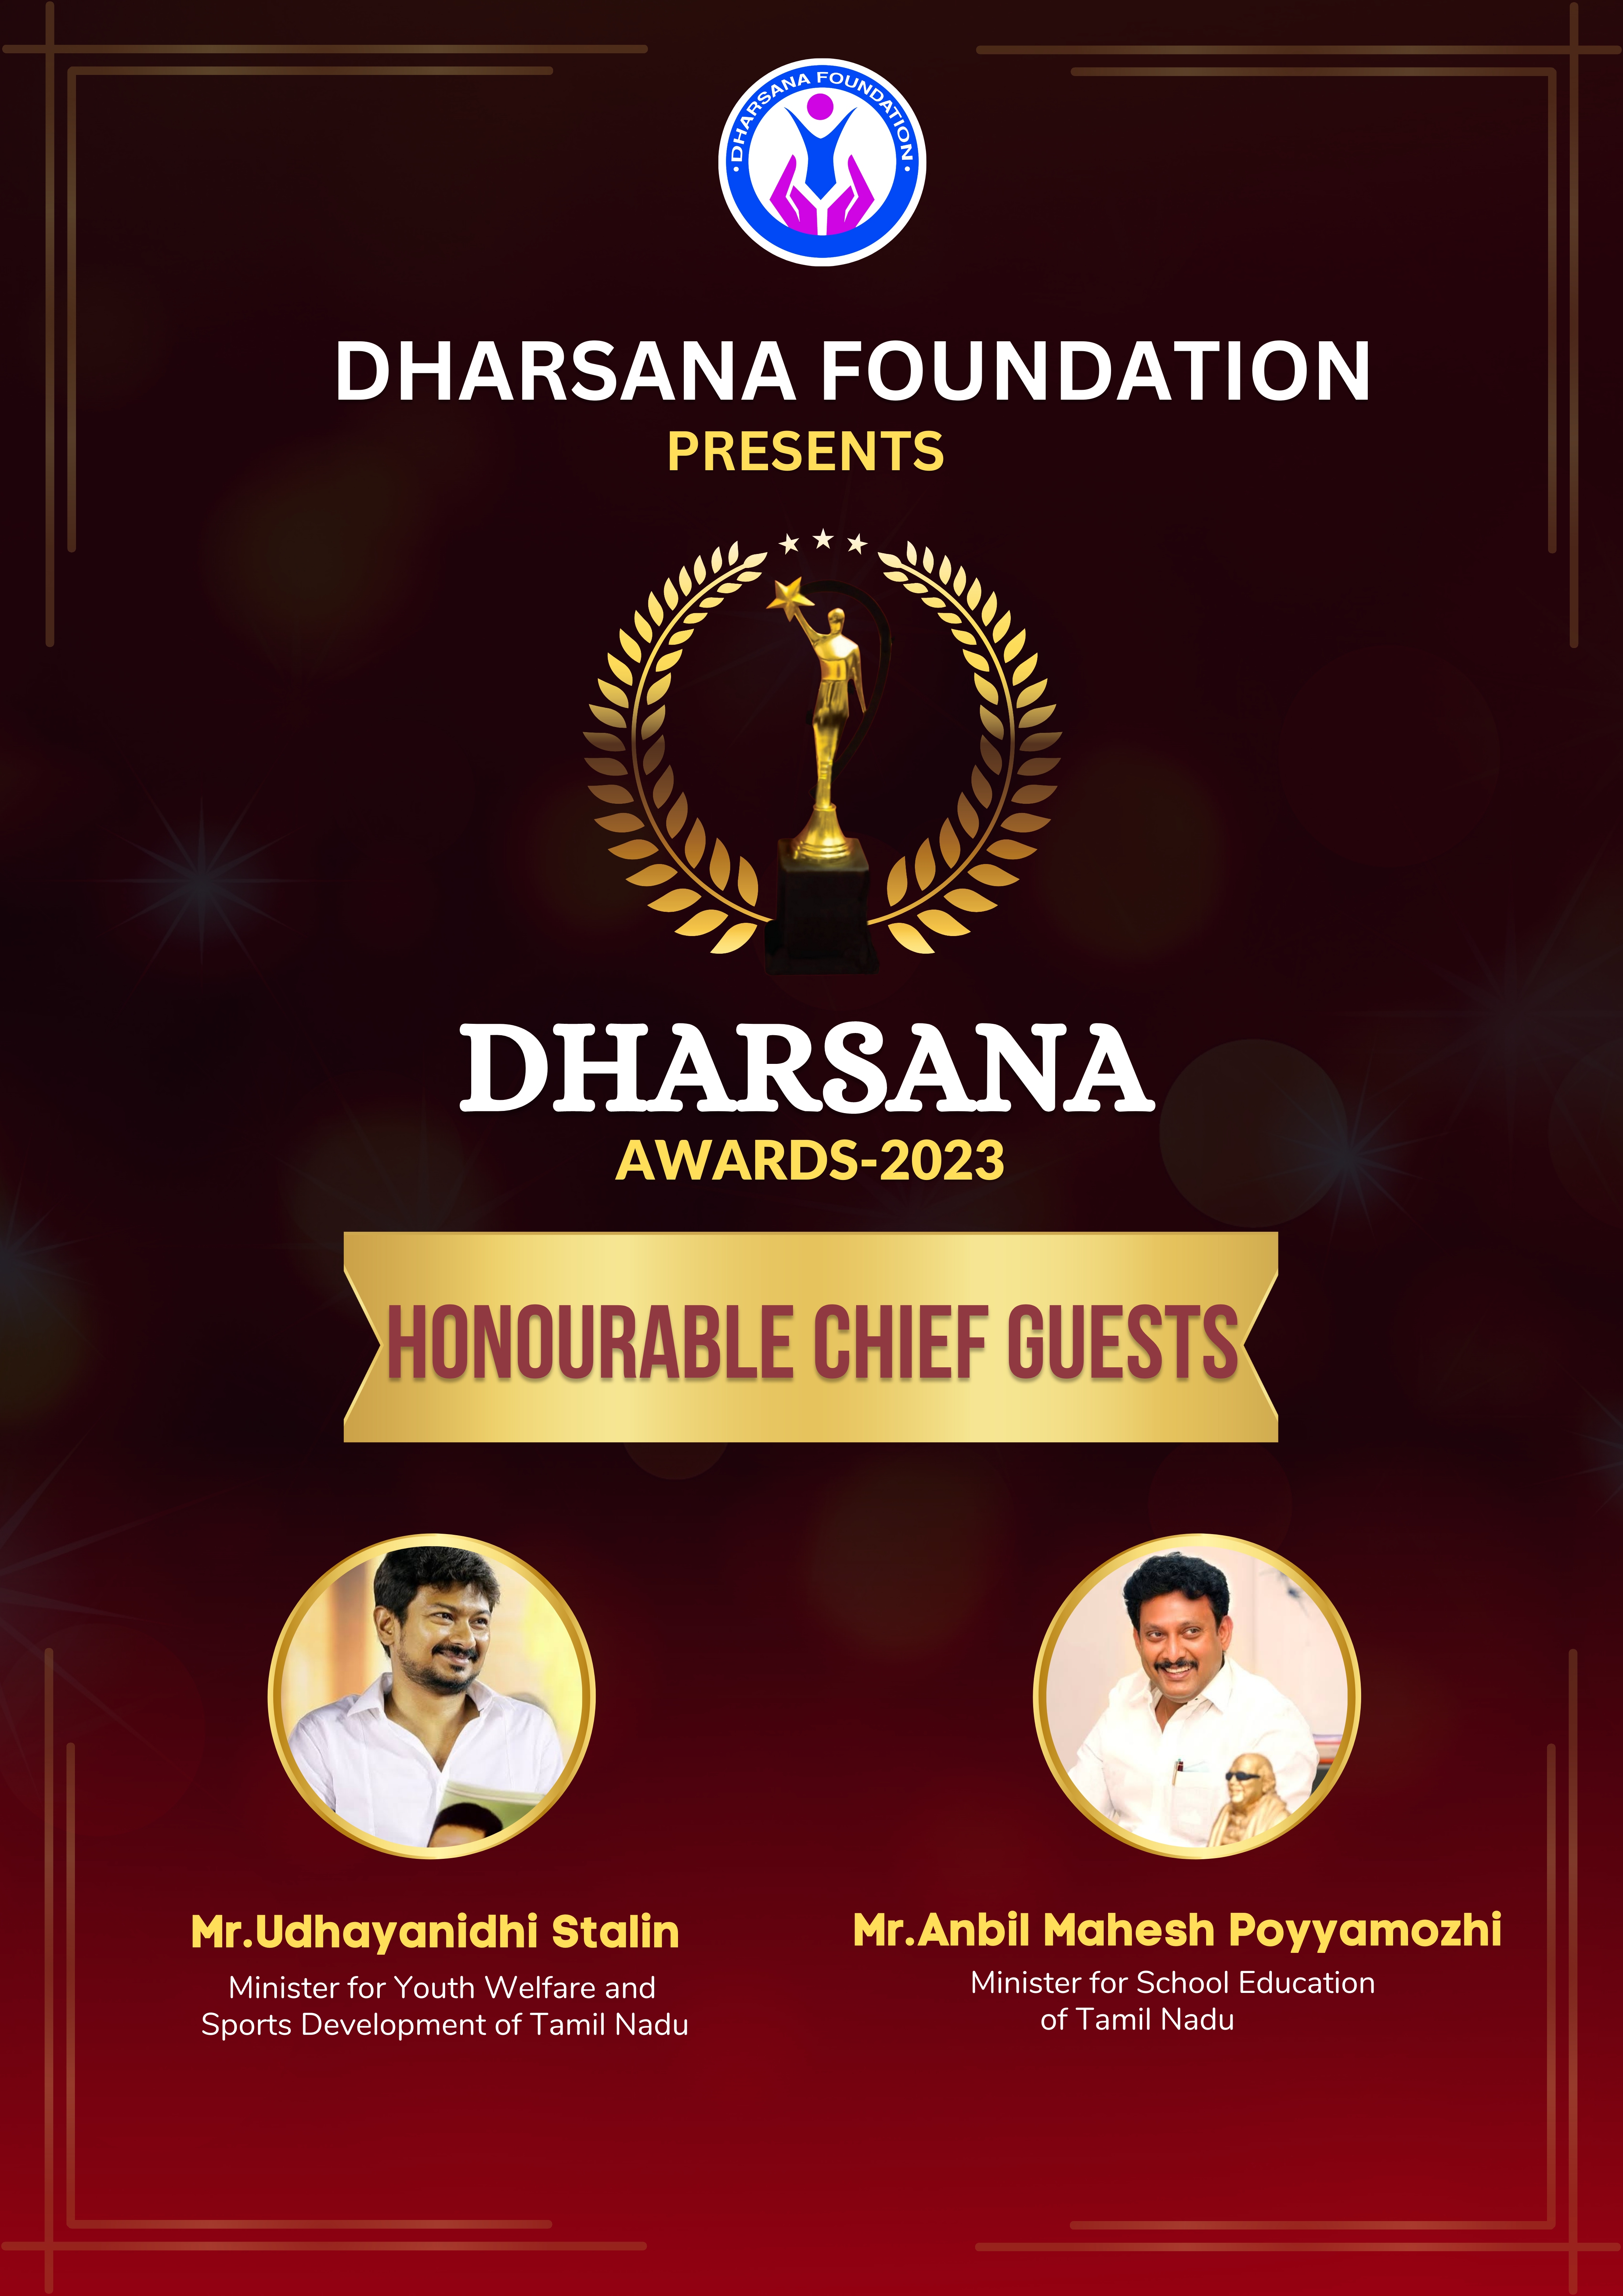 • DHARSANA FOUNDATION •
DHARSANA FOUNDATION
PRESENTS
DHARSANA
AWARDS-2023
HONOURABLE CHIEF GUESTS
Mr.Udhayanidhi Stalin
Minister for Youth Welfare and
Sports Development of Tamil Nadu
Mr.Anbil Mahesh Poyyamozhi
Minister for School Education
of Tamil Nadu